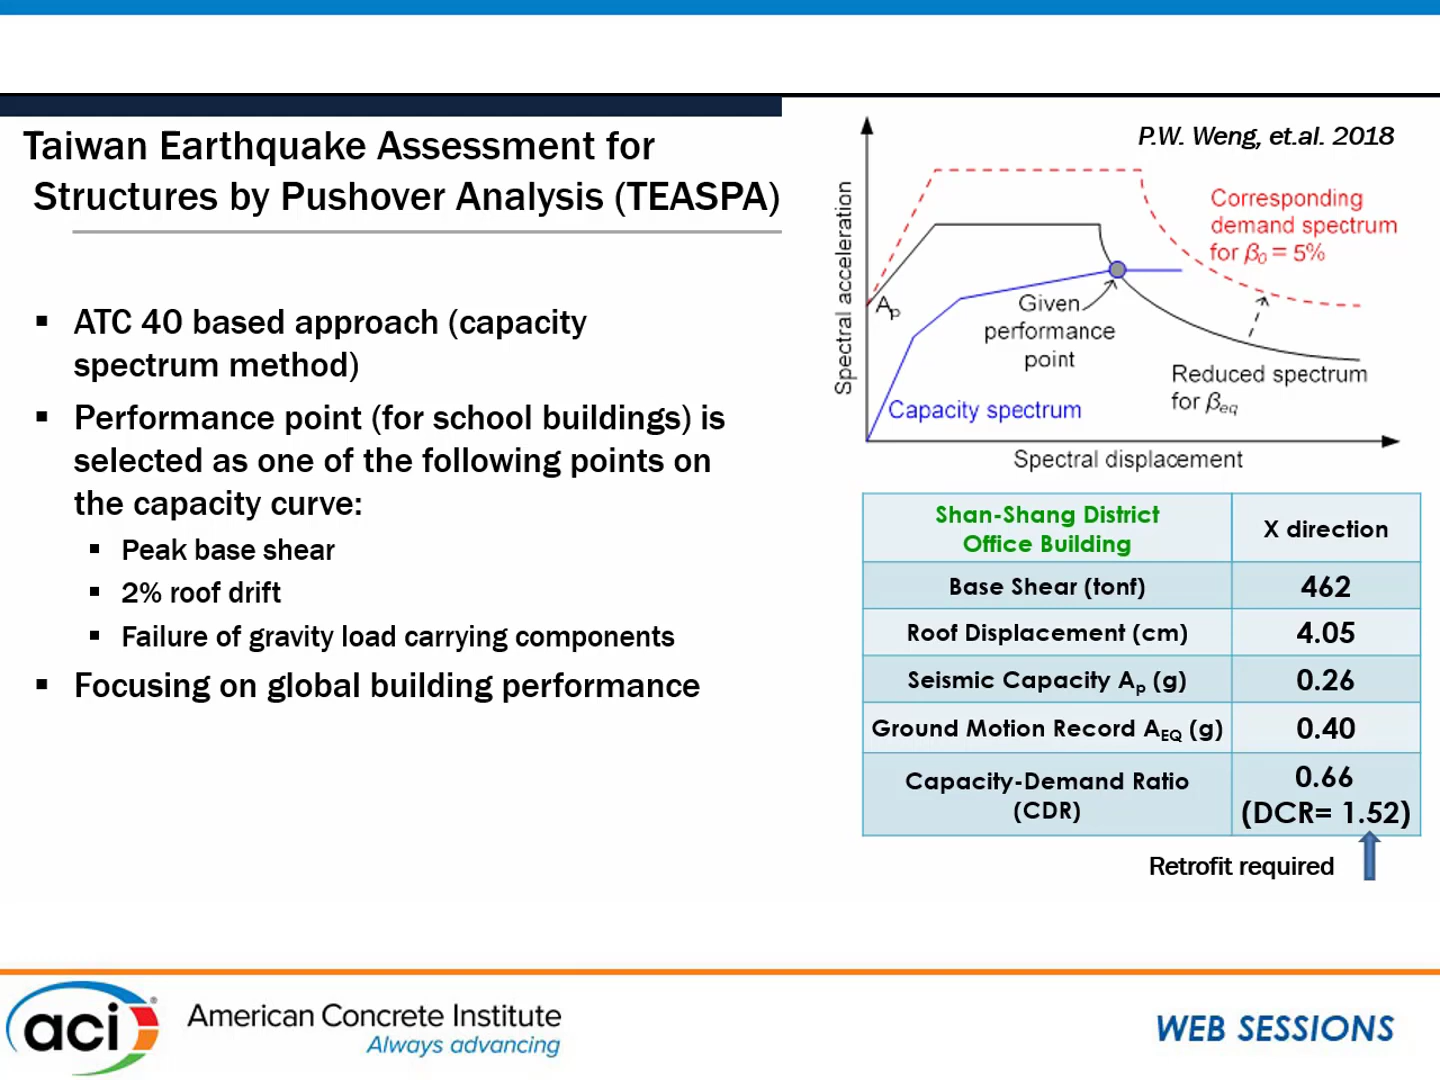 Taiwan Earthquake Assessment for
Structures by Pushover Analysis (TEASPA)
▪ ATC 40 based approach (capacity
spectrum method)
▪ Performance point (for school buildings) is
selected as one of the following points on
the capacity curve:
▪ Peak base shear
▪ 2% roof drift
▪ Failure of gravity load carrying components
▪ Focusing on global building performance
P.W. Weng, et.al. 2018
Spectral acceleration
Corresponding
demand spectrum
for β₀ = 5%
Aₚ
Given
performance
point
Reduced spectrum
for βeq
Capacity spectrum
Spectral displacement
Shan-Shang District
Office Building
X direction
Base Shear (tonf) 462
Roof Displacement (cm) 4.05
Seismic Capacity Ap (g) 0.26
Ground Motion Record AEQ (g) 0.40
Capacity-Demand Ratio
(CDR)
0.66
(DCR= 1.52)
Retrofit required
aci®
American Concrete Institute
Always advancing
WEB SESSIONS